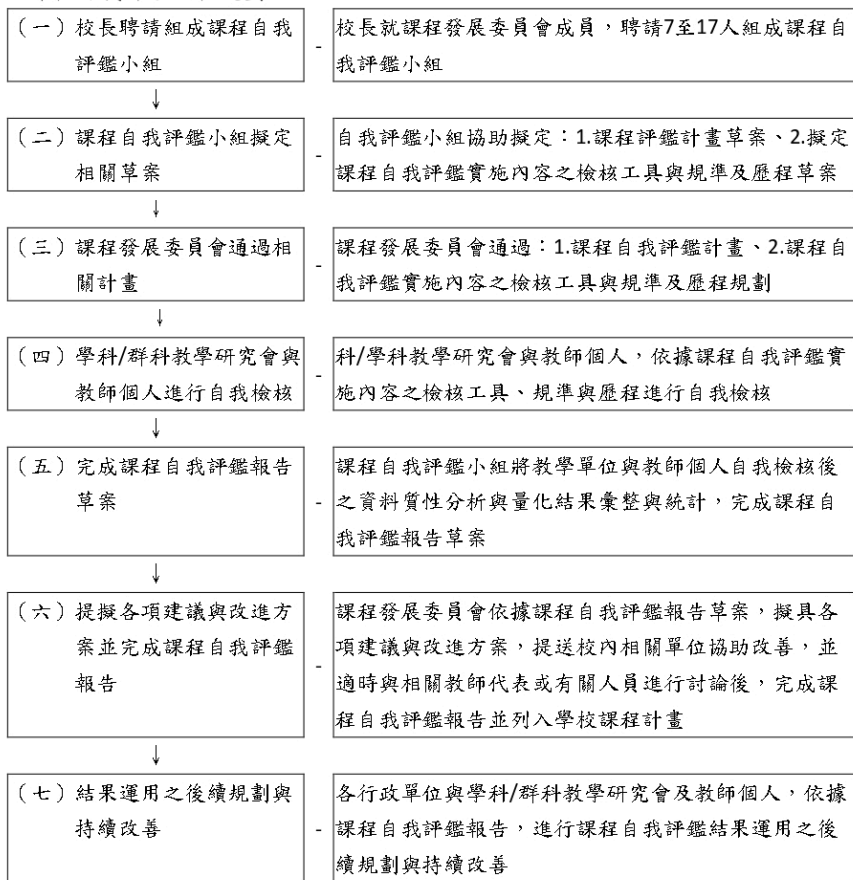 （一）校長聘請組成課程自我
評鑑小組
-
校長就課程發展委員會成員，聘請7至17人組成課程自
我評鑑小組
↓
（二）課程自我評鑑小組擬定
相關草案
-
自我評鑑小組協助擬定：1.課程評鑑計畫草案、2.擬定
課程自我評鑑實施內容之檢核工具與規準及歷程草案
↓
（三）課程發展委員會通過相
關計畫
-
課程發展委員會通過：1.課程自我評鑑計畫、2.課程自
我評鑑實施內容之檢核工具與規準及歷程規劃
↓
（四）學科/群科教學研究會與
教師個人進行自我檢核
-
科/學科教學研究會與教師個人，依據課程自我評鑑實
施內容之檢核工具、規準與歷程進行自我檢核
↓
（五）完成課程自我評鑑報告
草案
-
課程自我評鑑小組將教學單位與教師個人自我檢核後
之資料質性分析與量化結果彙整與統計，完成課程自
我評鑑報告草案
↓
（六）提擬各項建議與改進方
案並完成課程自我評鑑
報告
-
課程發展委員會依據課程自我評鑑報告草案，擬具各
項建議與改進方案，提送校內相關單位協助改善，並
適時與相關教師代表或有關人員進行討論後，完成課
程自我評鑑報告並列入學校課程計畫
↓
（七）結果運用之後續規劃與
持續改善
-
各行政單位與學科/群科教學研究會及教師個人，依據
課程自我評鑑報告，進行課程自我評鑑結果運用之後
續規劃與持續改善